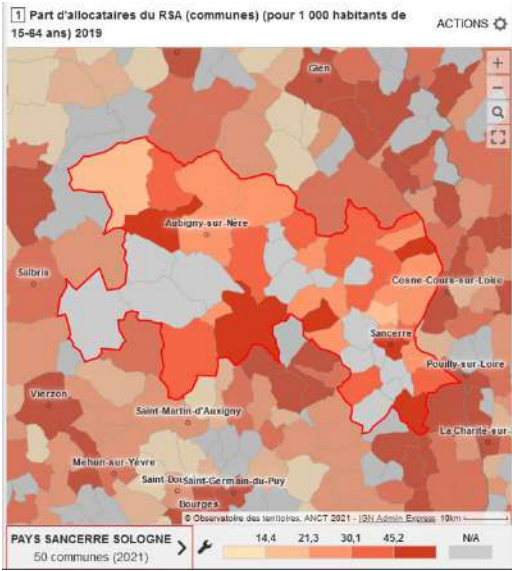 1 Part d'allocataires du RSA (communes) (pour 1 000 habitants de
15-64 ans) 2019
ACTIONS
Gien
+
−
Aubigny-sur-Nère
Salbris
Cosne-Cours-sur-Loire
Sancerre
Pouilly-sur-Loire
Vierzon
Saint-Martin-d'Auxigny
La Charité-sur-
Mehun-sur-Yèvre
Saint-Do
Saint-Germain-du-Puy
Bourges
© Observatoire des territoires, ANCT 2021 - IGN Admin Express 10km
PAYS SANCERRE SOLOGNE
50 communes (2021)
14,4 21,3 30,1 45,2 N/A